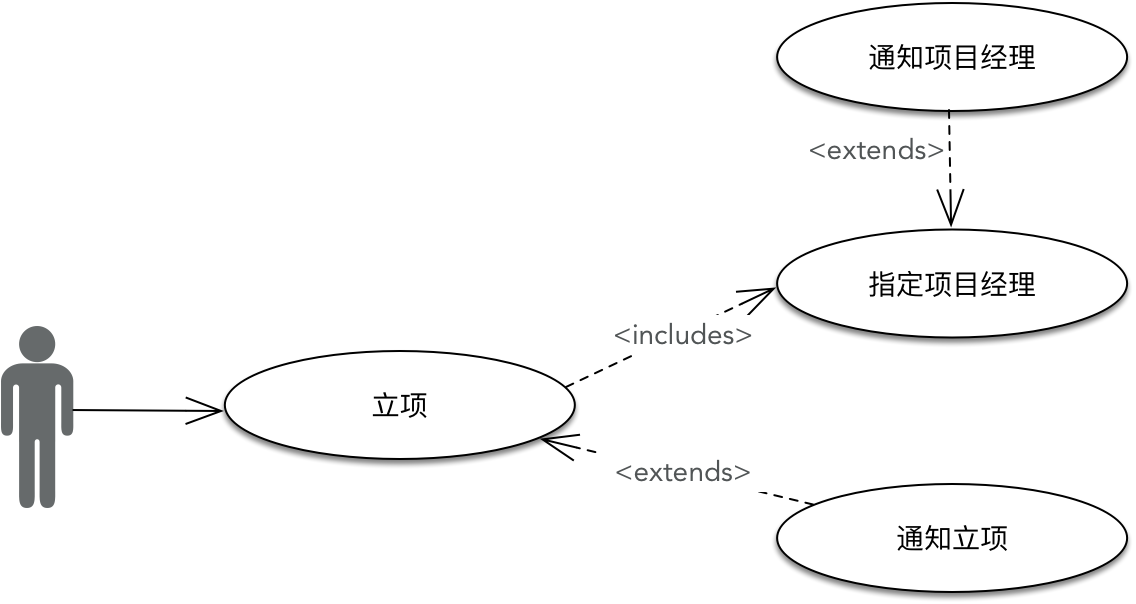 通知项目经理
<extends>
指定项目经理
<includes>
立项
<extends>
通知立项